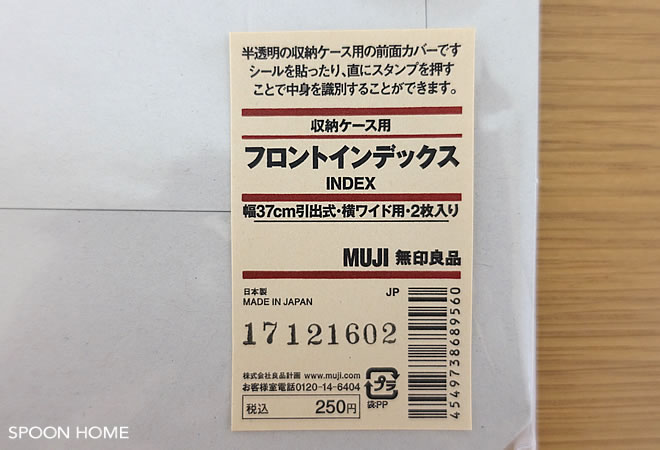 半透明の収納ケース用の前面カバーです
シールを貼ったり、直にスタンプを押す
ことで中身を識別することができます。
収納ケース用
フロントインデックス
INDEX
幅37cm引出式・横ワイド用・2枚入り
MUJI 無印良品
日本製
MADE IN JAPAN
JP
17121602
4549738689560
株式会社良品計画 www.muji.com
お客様室電話0120-14-6404
プラ
袋:PP
税込 250円
SPOON HOME